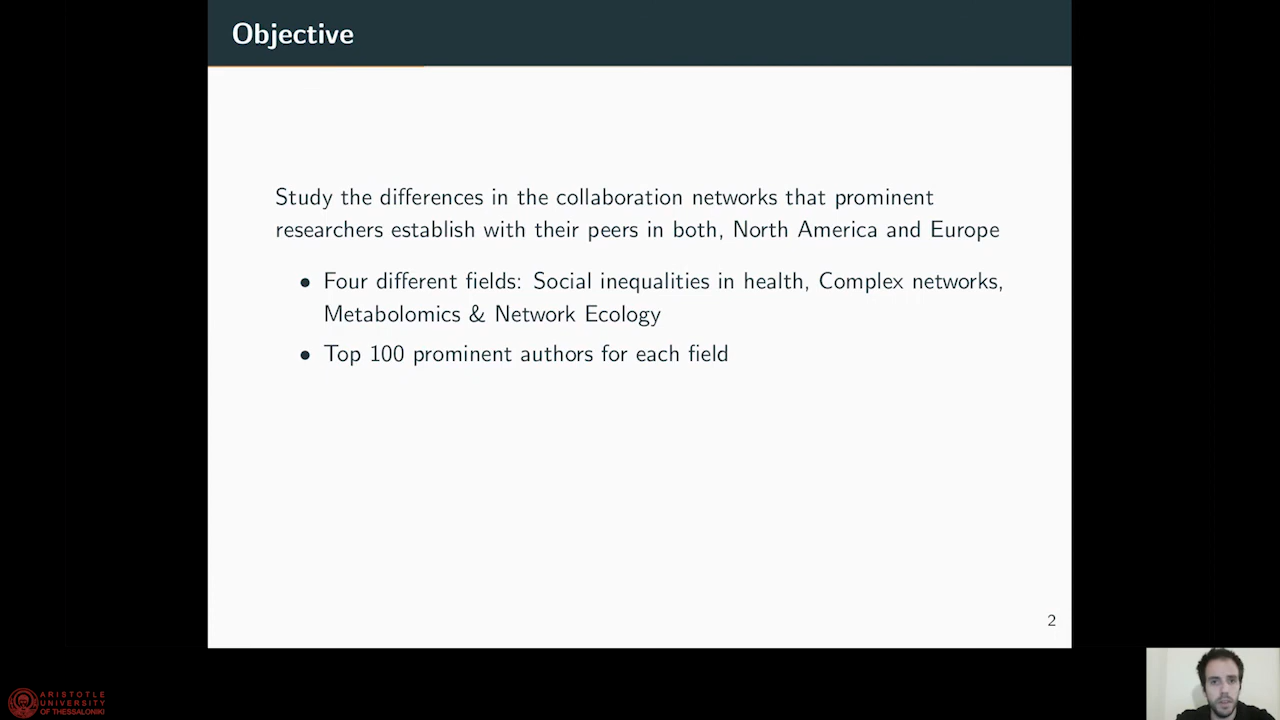 Objective
Study the differences in the collaboration networks that prominent
researchers establish with their peers in both, North America and Europe
• Four different fields: Social inequalities in health, Complex networks,
Metabolomics & Network Ecology
• Top 100 prominent authors for each field
2
ARISTOTLE
UNIVERSITY
OF THESSALONIKI